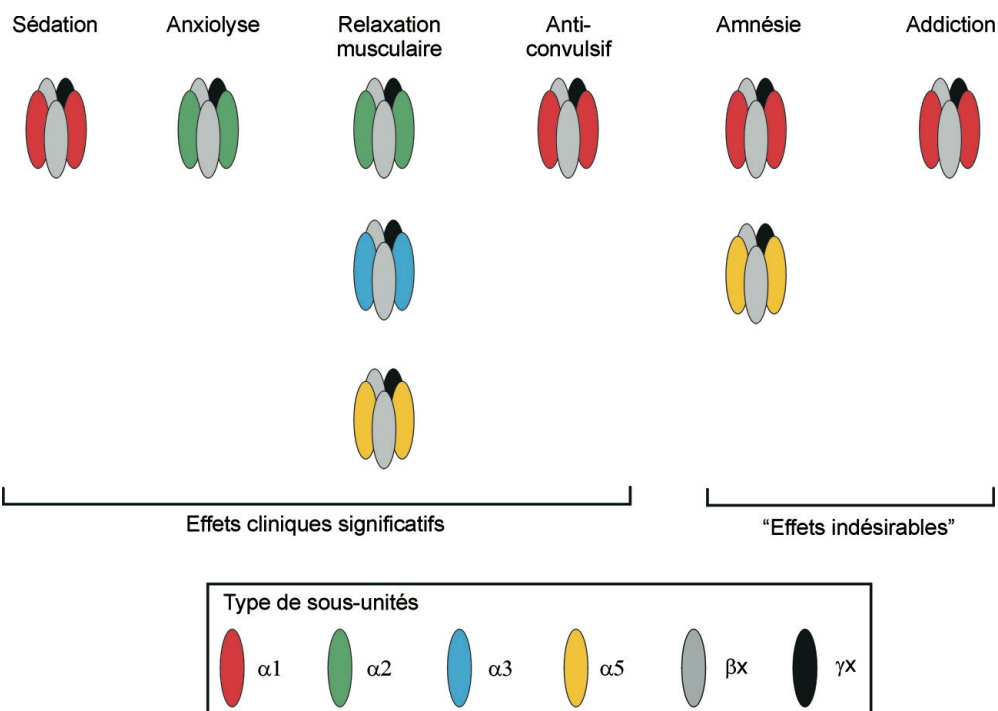 Sédation
Anxiolyse
Relaxation
musculaire
Anti-
convulsif
Amnésie
Addiction
Effets cliniques significatifs
“Effets indésirables”
Type de sous-unités
α1
α2
α3
α5
βx
γx